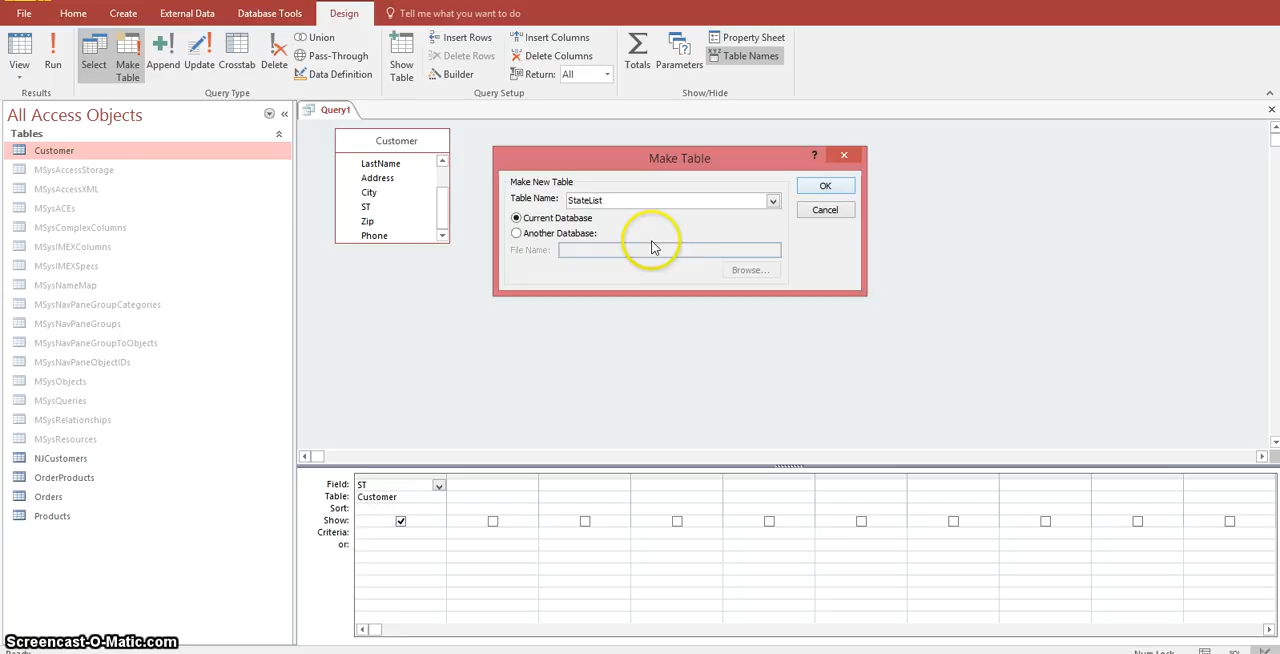 File Home Create External Data Database Tools Design Tell me what you want to do
View Run Select Make Table Append Update Crosstab Delete
Union
Pass-Through
Data Definition
Show Table
Insert Rows
Delete Rows
Builder
Insert Columns
Delete Columns
Return: All
Totals Parameters
Property Sheet
Table Names
Results Query Type Query Setup Show/Hide
All Access Objects
Tables
Customer
MSysAccessStorage
MSysAccessXML
MSysACEs
MSysComplexColumns
MSysIMEXColumns
MSysIMEXSpecs
MSysNameMap
MSysNavPaneGroupCategories
MSysNavPaneGroups
MSysNavPaneGroupToObjects
MSysNavPaneObjectIDs
MSysObjects
MSysQueries
MSysRelationships
MSysResources
NJCustomers
OrderProducts
Orders
Products
Query1
Customer
LastName
Address
City
ST
Zip
Phone
Make Table
?
Make New Table
Table Name: StateList
Current Database
Another Database:
File Name:
Browse...
OK
Cancel
Field: ST
Table: Customer
Sort:
Show:
Criteria:
or:
Screencast-O-Matic.com